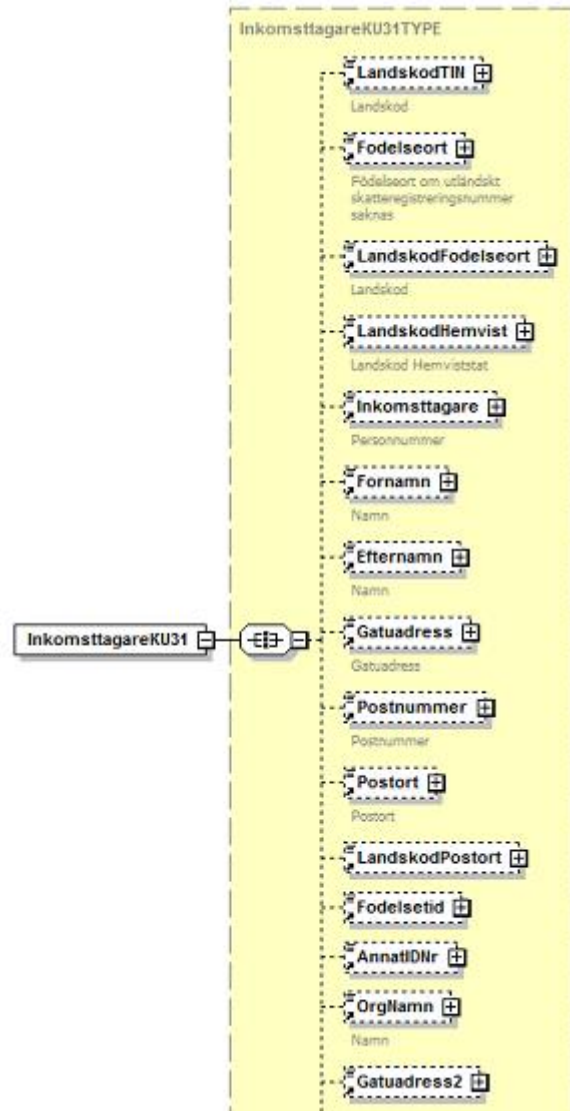 InkomsttagareKU31TYPE
LandskodTIN
Landskod
Fodelseort
Födelseort om utländskt
skatteregistreringsnummer
saknas
LandskodFodelseort
Landskod
LandskodHemvist
Landskod Hemviststat
Inkomsttagare
Personnummer
Fornamn
Namn
Efternamn
Namn
InkomsttagareKU31
Gatuadress
Gatuadress
Postnummer
Postnummer
Postort
Postort
LandskodPostort
Fodelsetid
AnnatIDNr
OrgNamn
Namn
Gatuadress2